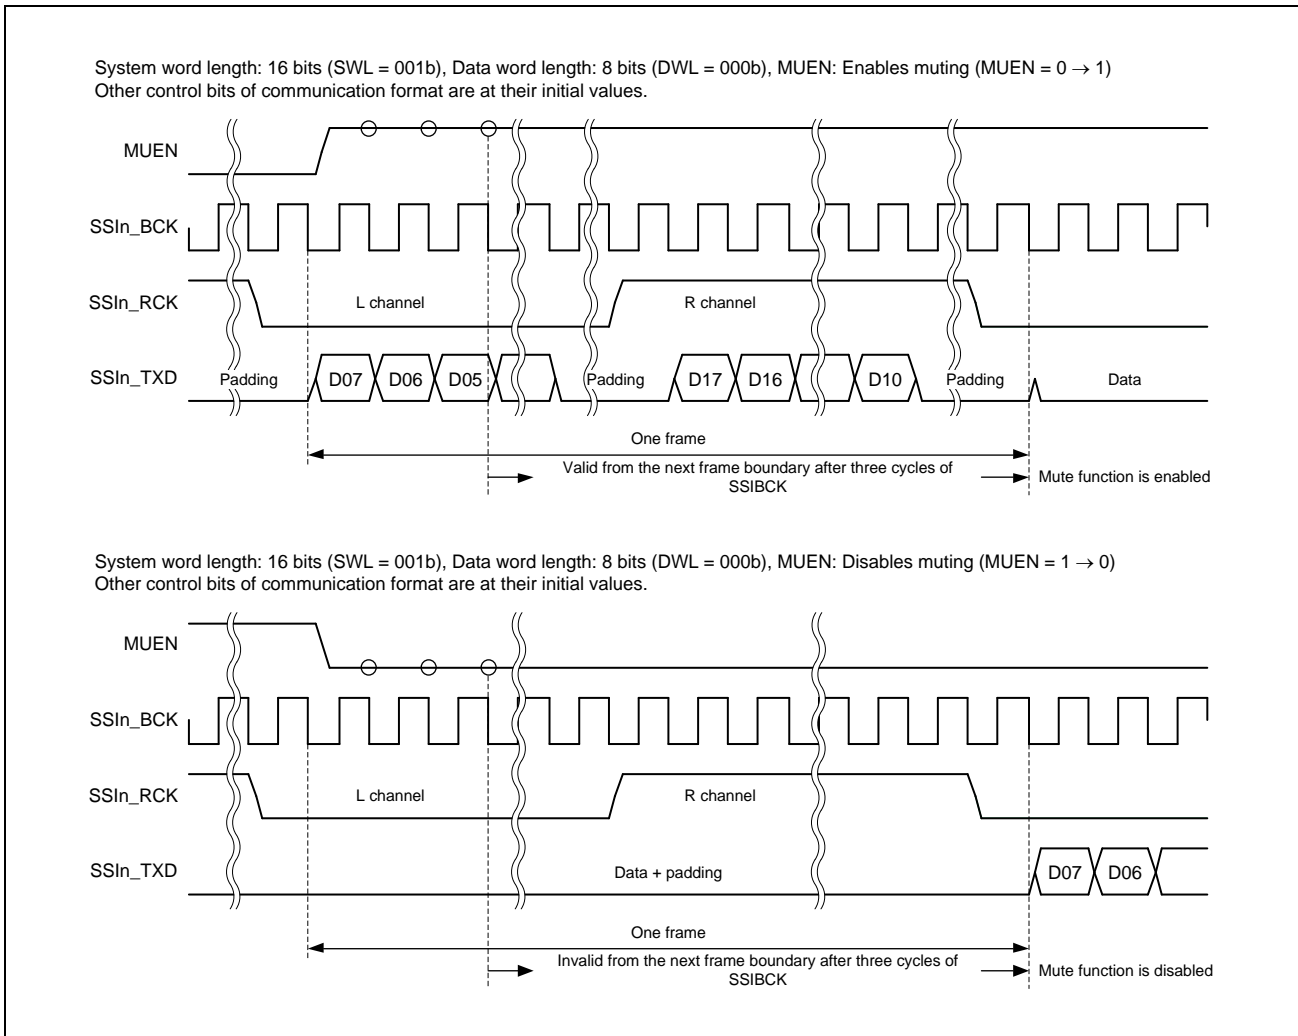 System word length: 16 bits (SWL = 001b), Data word length: 8 bits (DWL = 000b), MUEN: Enables muting (MUEN = 0 → 1)
Other control bits of communication format are at their initial values.
MUEN
SSIn_BCK
SSIn_RCK
L channel
R channel
SSIn_TXD
Padding
D07
D06
D05
Padding
D17
D16
D10
Padding
Data
One frame
Valid from the next frame boundary after three cycles of
SSIBCK
Mute function is enabled
System word length: 16 bits (SWL = 001b), Data word length: 8 bits (DWL = 000b), MUEN: Disables muting (MUEN = 1 → 0)
Other control bits of communication format are at their initial values.
MUEN
SSIn_BCK
SSIn_RCK
L channel
R channel
SSIn_TXD
Data + padding
D07
D06
One frame
Invalid from the next frame boundary after three cycles of
SSIBCK
Mute function is disabled